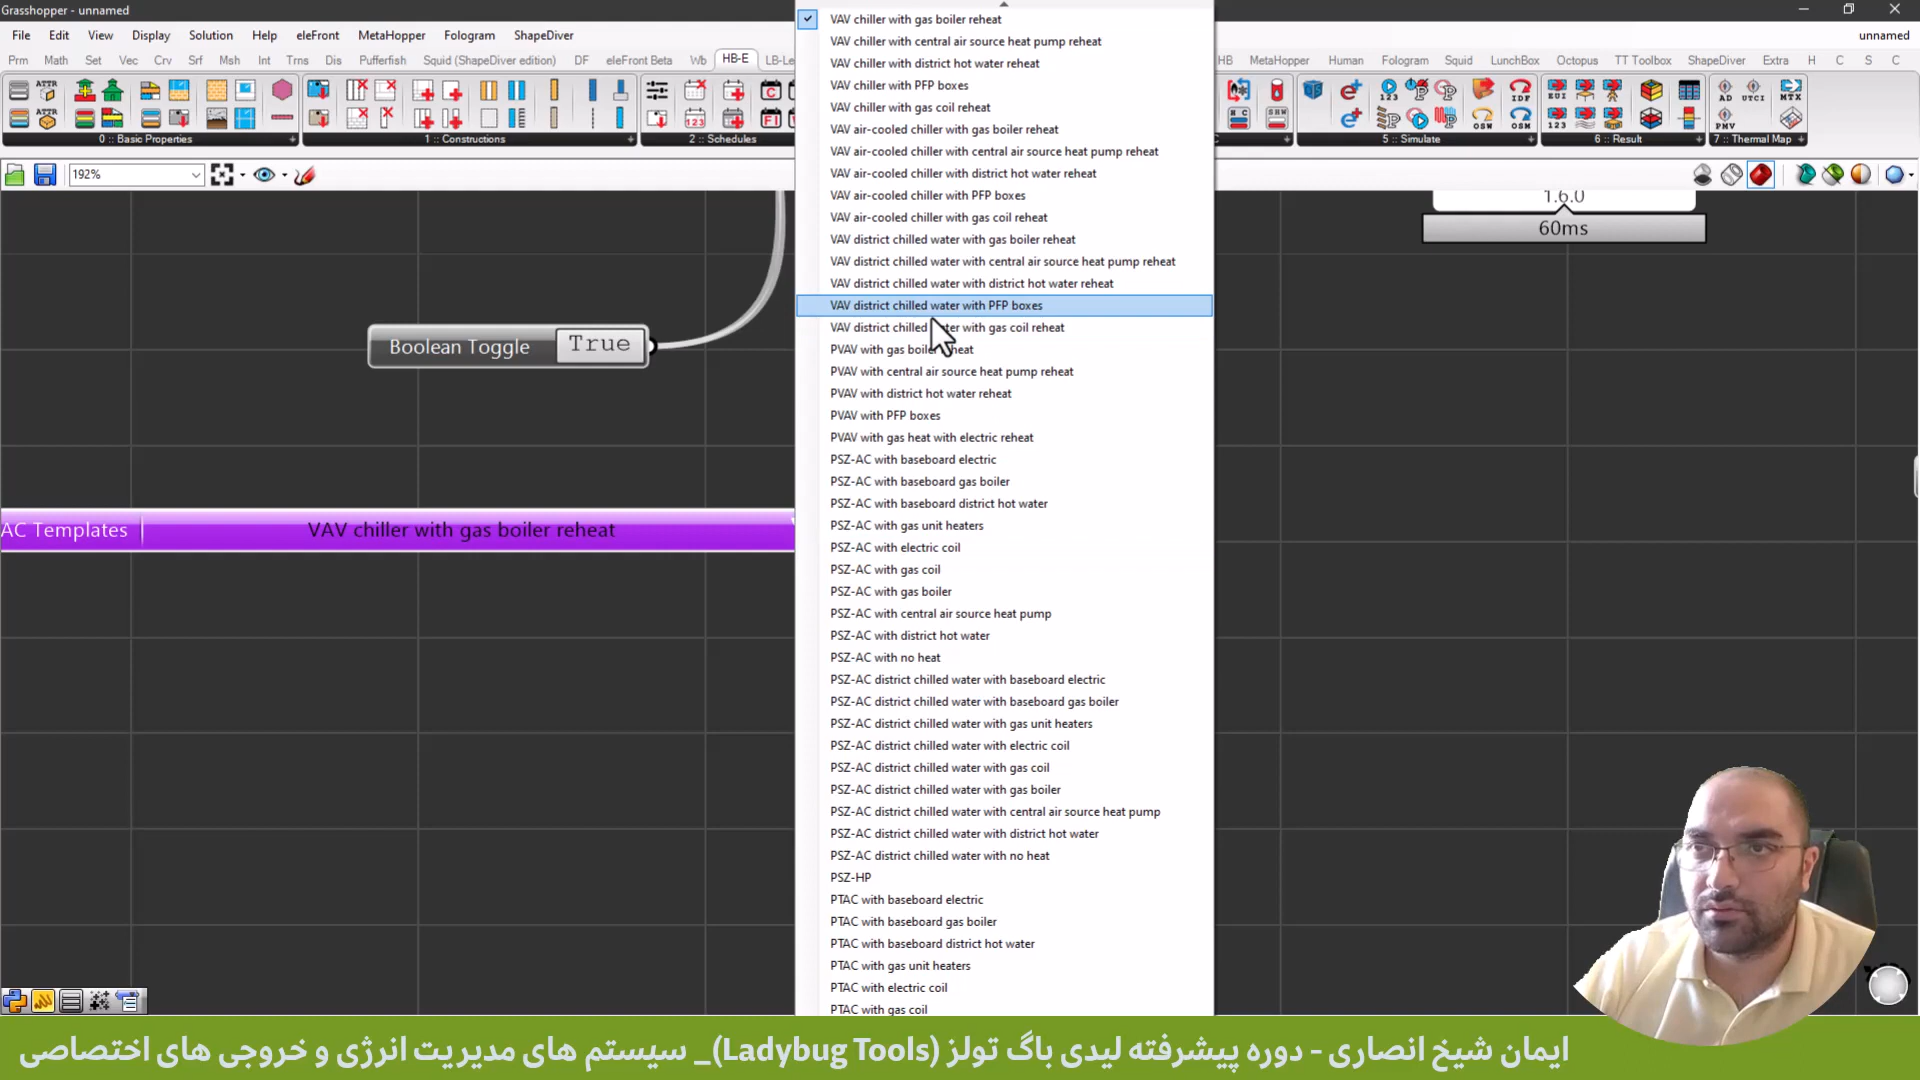 Grasshopper - unnamed
File Edit View Display Solution Help eleFront MetaHopper Fologram ShapeDiver
unnamed
Prm Math Set Vec Crv Srf Msh Int Trns Dis Pufferfish Squid (ShapeDiver edition) DF eleFront Beta Wb HB-E LB-Le
HB MetaHopper Human Fologram Squid LunchBox Octopus TT Toolbox ShapeDiver Extra H C S C
0 :: Basic Properties
1 :: Constructions
2 :: Schedules
5 :: Simulate
6 :: Result
7 :: Thermal Map
192%
1.6.0
60ms
Boolean Toggle True
AC Templates VAV chiller with gas boiler reheat
VAV chiller with gas boiler reheat
VAV chiller with central air source heat pump reheat
VAV chiller with district hot water reheat
VAV chiller with PFP boxes
VAV chiller with gas coil reheat
VAV air-cooled chiller with gas boiler reheat
VAV air-cooled chiller with central air source heat pump reheat
VAV air-cooled chiller with district hot water reheat
VAV air-cooled chiller with PFP boxes
VAV air-cooled chiller with gas coil reheat
VAV district chilled water with gas boiler reheat
VAV district chilled water with central air source heat pump reheat
VAV district chilled water with district hot water reheat
VAV district chilled water with PFP boxes
VAV district chilled water with gas coil reheat
PVAV with gas boiler reheat
PVAV with central air source heat pump reheat
PVAV with district hot water reheat
PVAV with PFP boxes
PVAV with gas heat with electric reheat
PSZ-AC with baseboard electric
PSZ-AC with baseboard gas boiler
PSZ-AC with baseboard district hot water
PSZ-AC with gas unit heaters
PSZ-AC with electric coil
PSZ-AC with gas coil
PSZ-AC with gas boiler
PSZ-AC with central air source heat pump
PSZ-AC with district hot water
PSZ-AC with no heat
PSZ-AC district chilled water with baseboard electric
PSZ-AC district chilled water with baseboard gas boiler
PSZ-AC district chilled water with gas unit heaters
PSZ-AC district chilled water with electric coil
PSZ-AC district chilled water with gas coil
PSZ-AC district chilled water with gas boiler
PSZ-AC district chilled water with central air source heat pump
PSZ-AC district chilled water with district hot water
PSZ-AC district chilled water with no heat
PSZ-HP
PTAC with baseboard electric
PTAC with baseboard gas boiler
PTAC with baseboard district hot water
PTAC with gas unit heaters
PTAC with electric coil
PTAC with gas coil
ایمان شیخ انصاری - دوره پیشرفته لیدی باگ تولز (Ladybug Tools)_ سیستم های مدیریت انرژی و خروجی های اختصاصی